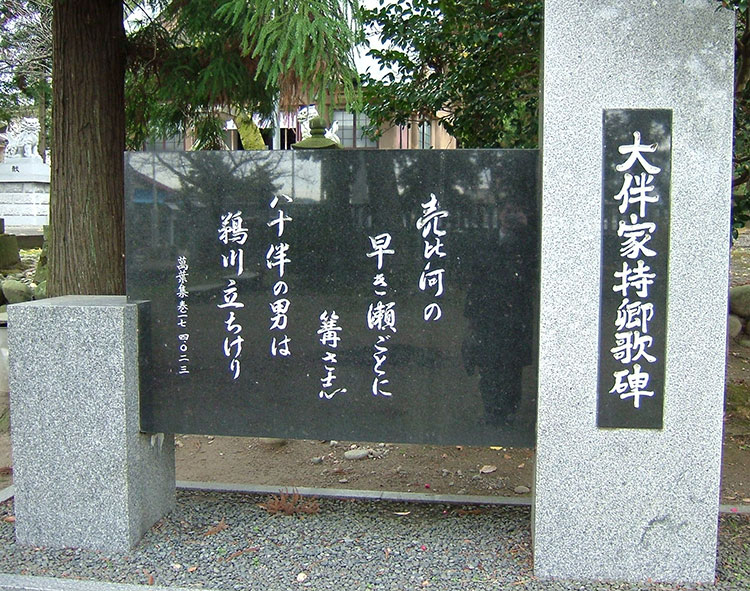 大伴家持卿歌碑
売比河の
早き瀬ごとに
篝さし
八十伴の男は
鵜川立ちけり
萬葉集巻一七 四〇二三